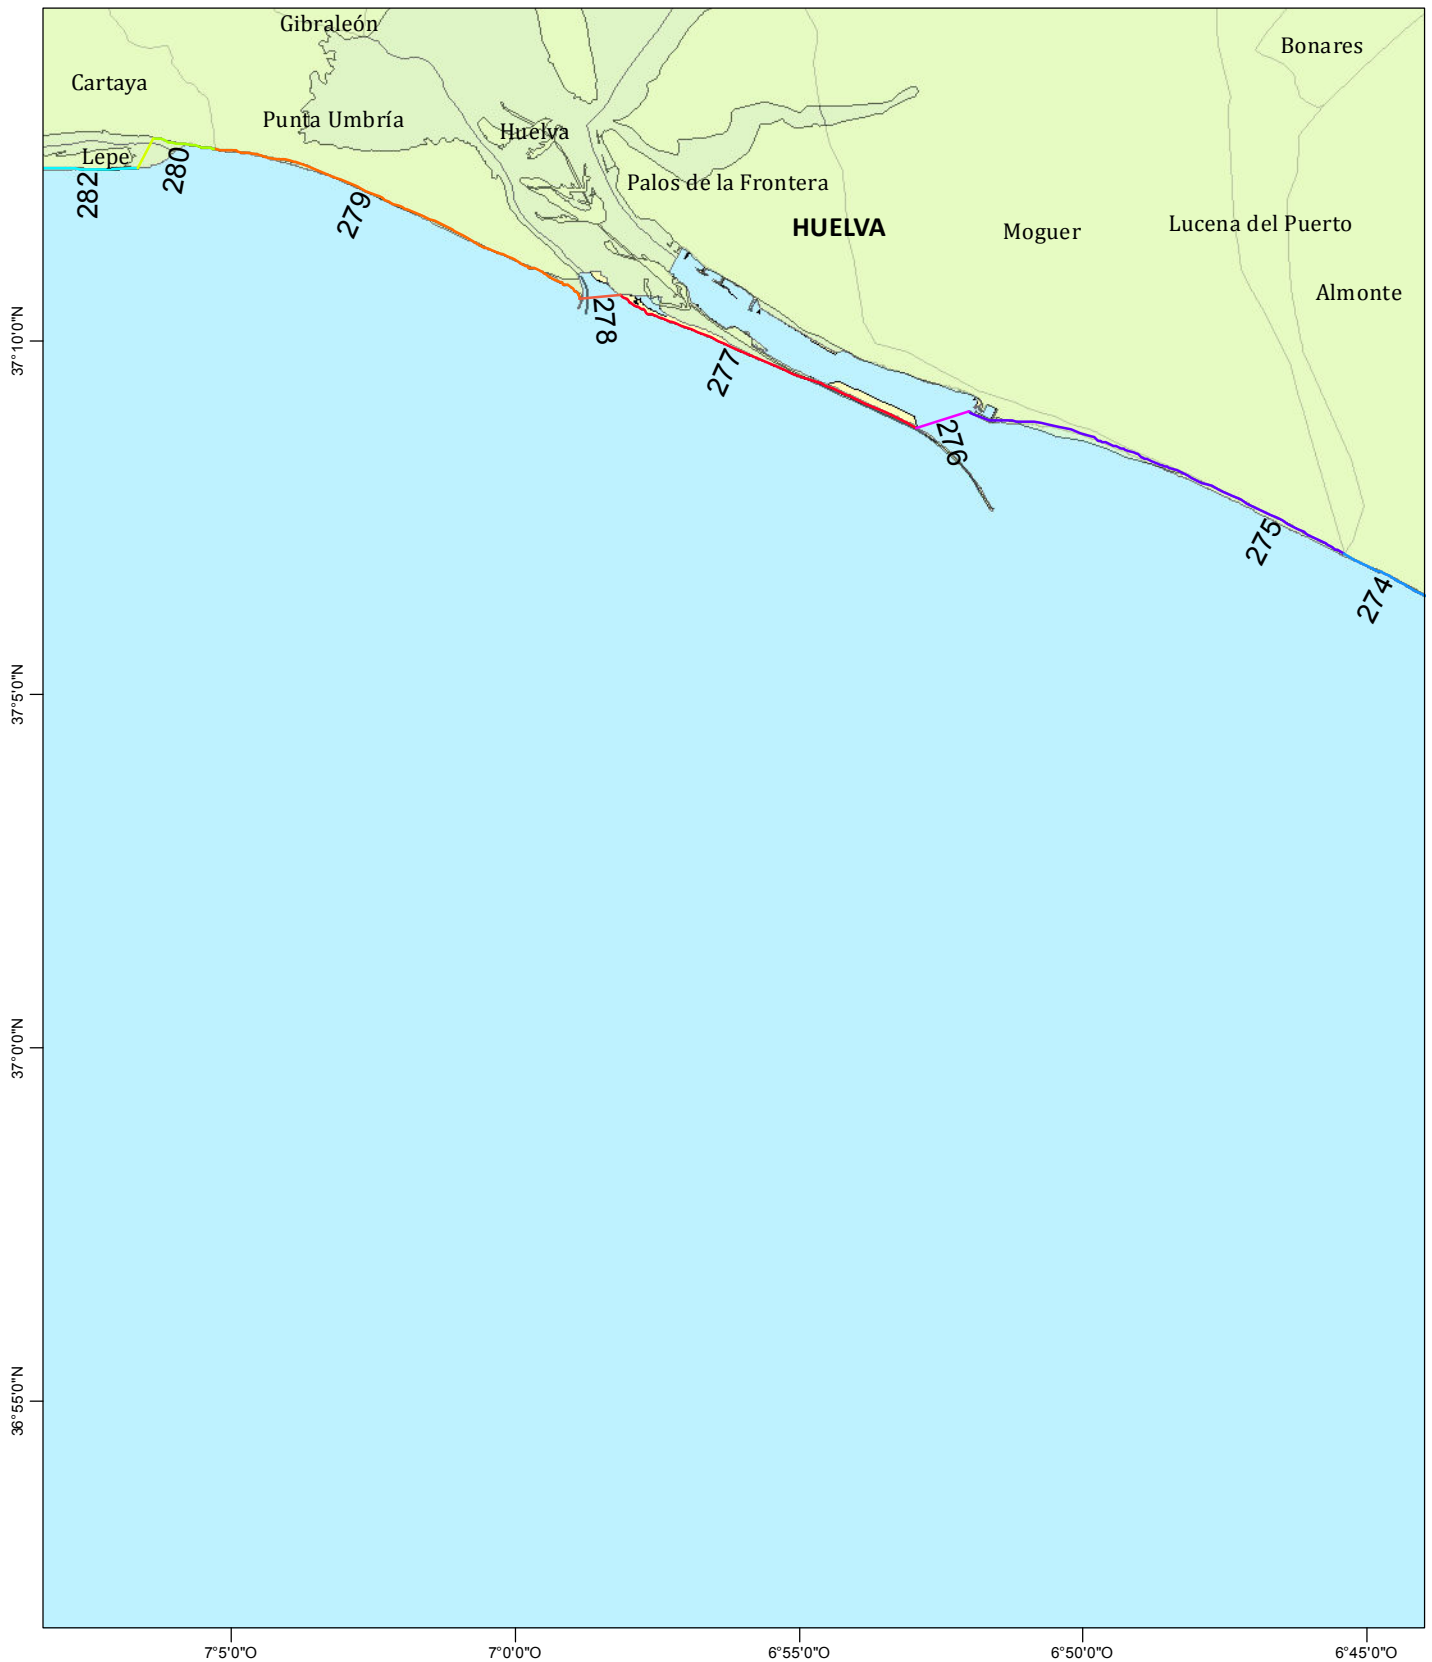 Gibraleón
Bonares
Cartaya
Punta Umbría
Huelva
Lepe
280
282
Palos de la Frontera
279
HUELVA
Moguer
Lucena del Puerto
Almonte
278
37°10'0"N
277
276
275
274
37°5'0"N
37°0'0"N
36°55'0"N
7°5'0"O
7°0'0"O
6°55'0"O
6°50'0"O
6°45'0"O